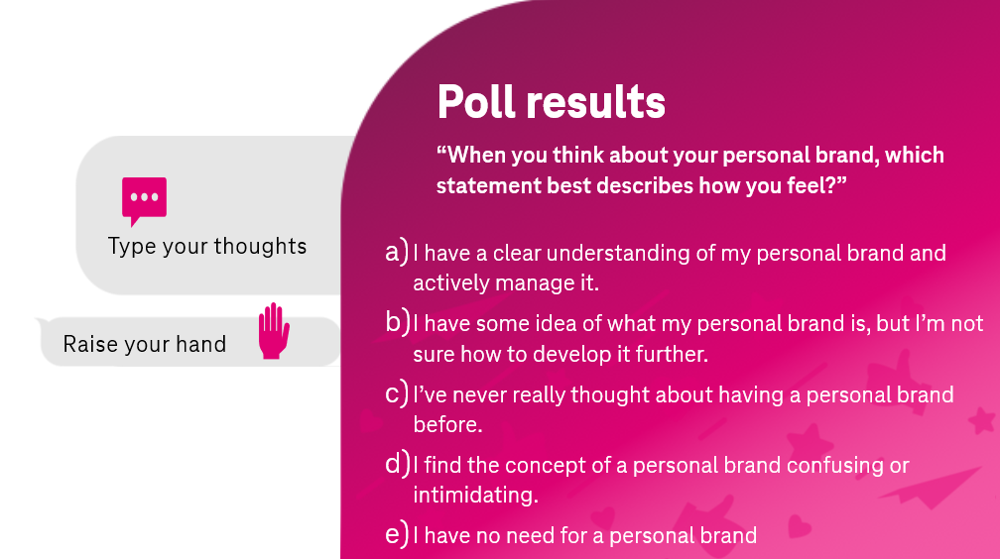 Poll results
“When you think about your personal brand, which
statement best describes how you feel?”
Type your thoughts
Raise your hand
a) I have a clear understanding of my personal brand and
actively manage it.
b) I have some idea of what my personal brand is, but I’m not
sure how to develop it further.
c) I’ve never really thought about having a personal brand
before.
d) I find the concept of a personal brand confusing or
intimidating.
e) I have no need for a personal brand